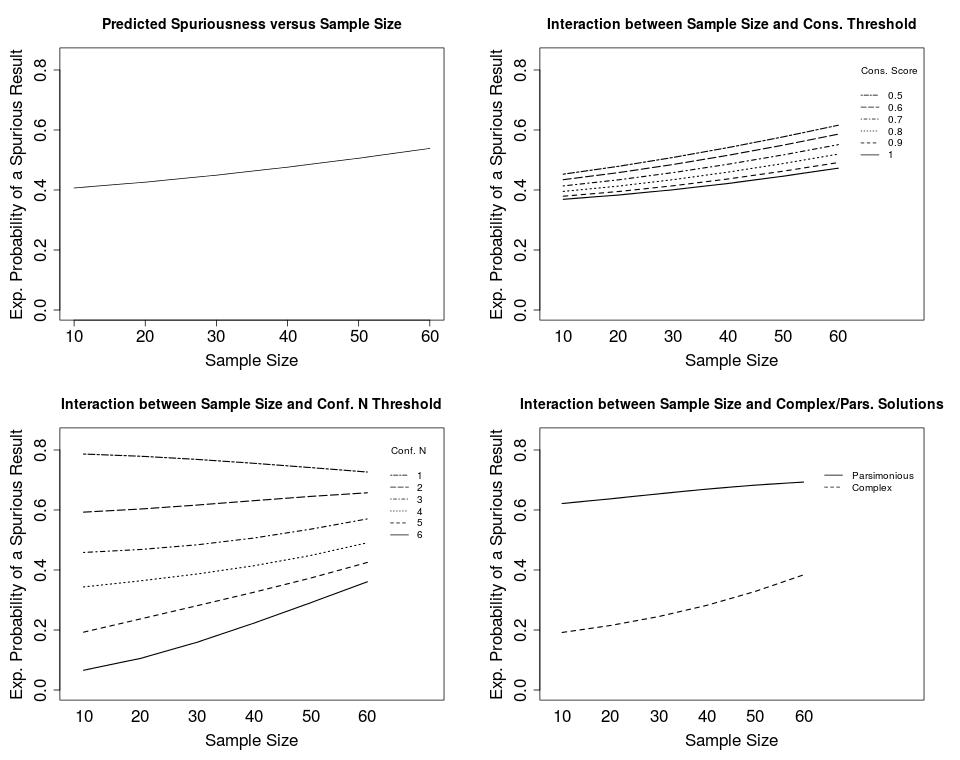 Predicted Spuriousness versus Sample Size
Exp. Probability of a Spurious Result
0.8
0.6
0.4
0.2
0.0
10 20 30 40 50 60
Sample Size
Interaction between Sample Size and Cons. Threshold
Exp. Probability of a Spurious Result
0.8
0.6
0.4
0.2
0.0
Cons. Score
0.5
0.6
0.7
0.8
0.9
1
10 20 30 40 50 60
Sample Size
Interaction between Sample Size and Conf. N Threshold
Exp. Probability of a Spurious Result
0.8
0.6
0.4
0.2
0.0
Conf. N
1
2
3
4
5
6
10 20 30 40 50 60
Sample Size
Interaction between Sample Size and Complex/Pars. Solutions
Exp. Probability of a Spurious Result
0.8
0.6
0.4
0.2
0.0
Parsimonious
Complex
10 20 30 40 50 60
Sample Size